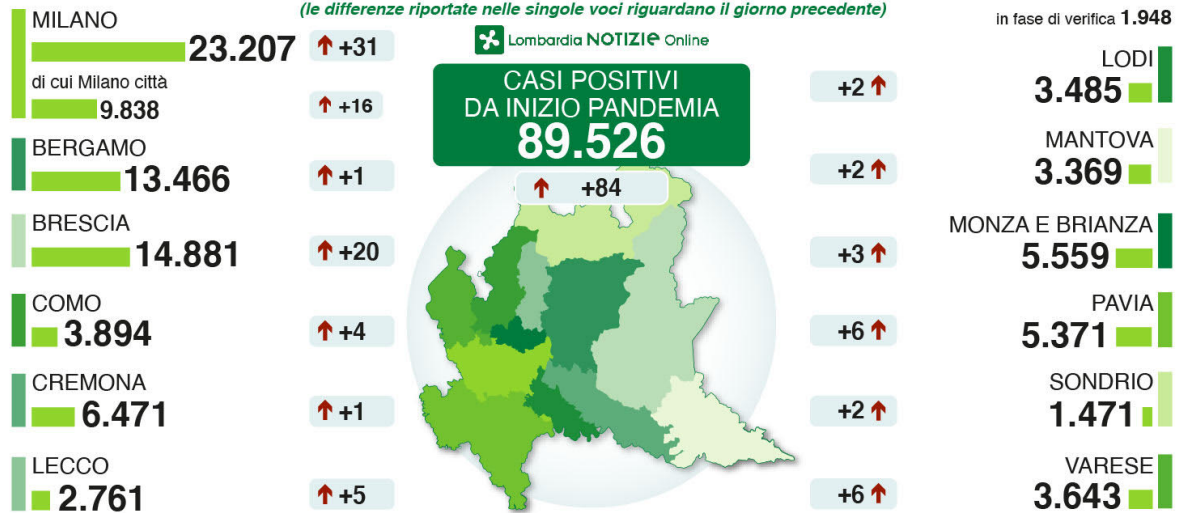 (le differenze riportate nelle singole voci riguardano il giorno precedente)
Lombardia NOTIZIE Online
CASI POSITIVI
DA INIZIO PANDEMIA
89.526
+84
MILANO
23.207
+31
di cui Milano città
9.838
+16
BERGAMO
13.466
+1
BRESCIA
14.881
+20
COMO
3.894
+4
CREMONA
6.471
+1
LECCO
2.761
+5
in fase di verifica 1.948
LODI
+2
3.485
MANTOVA
+2
3.369
MONZA E BRIANZA
+3
5.559
PAVIA
+6
5.371
SONDRIO
+2
1.471
VARESE
+6
3.643